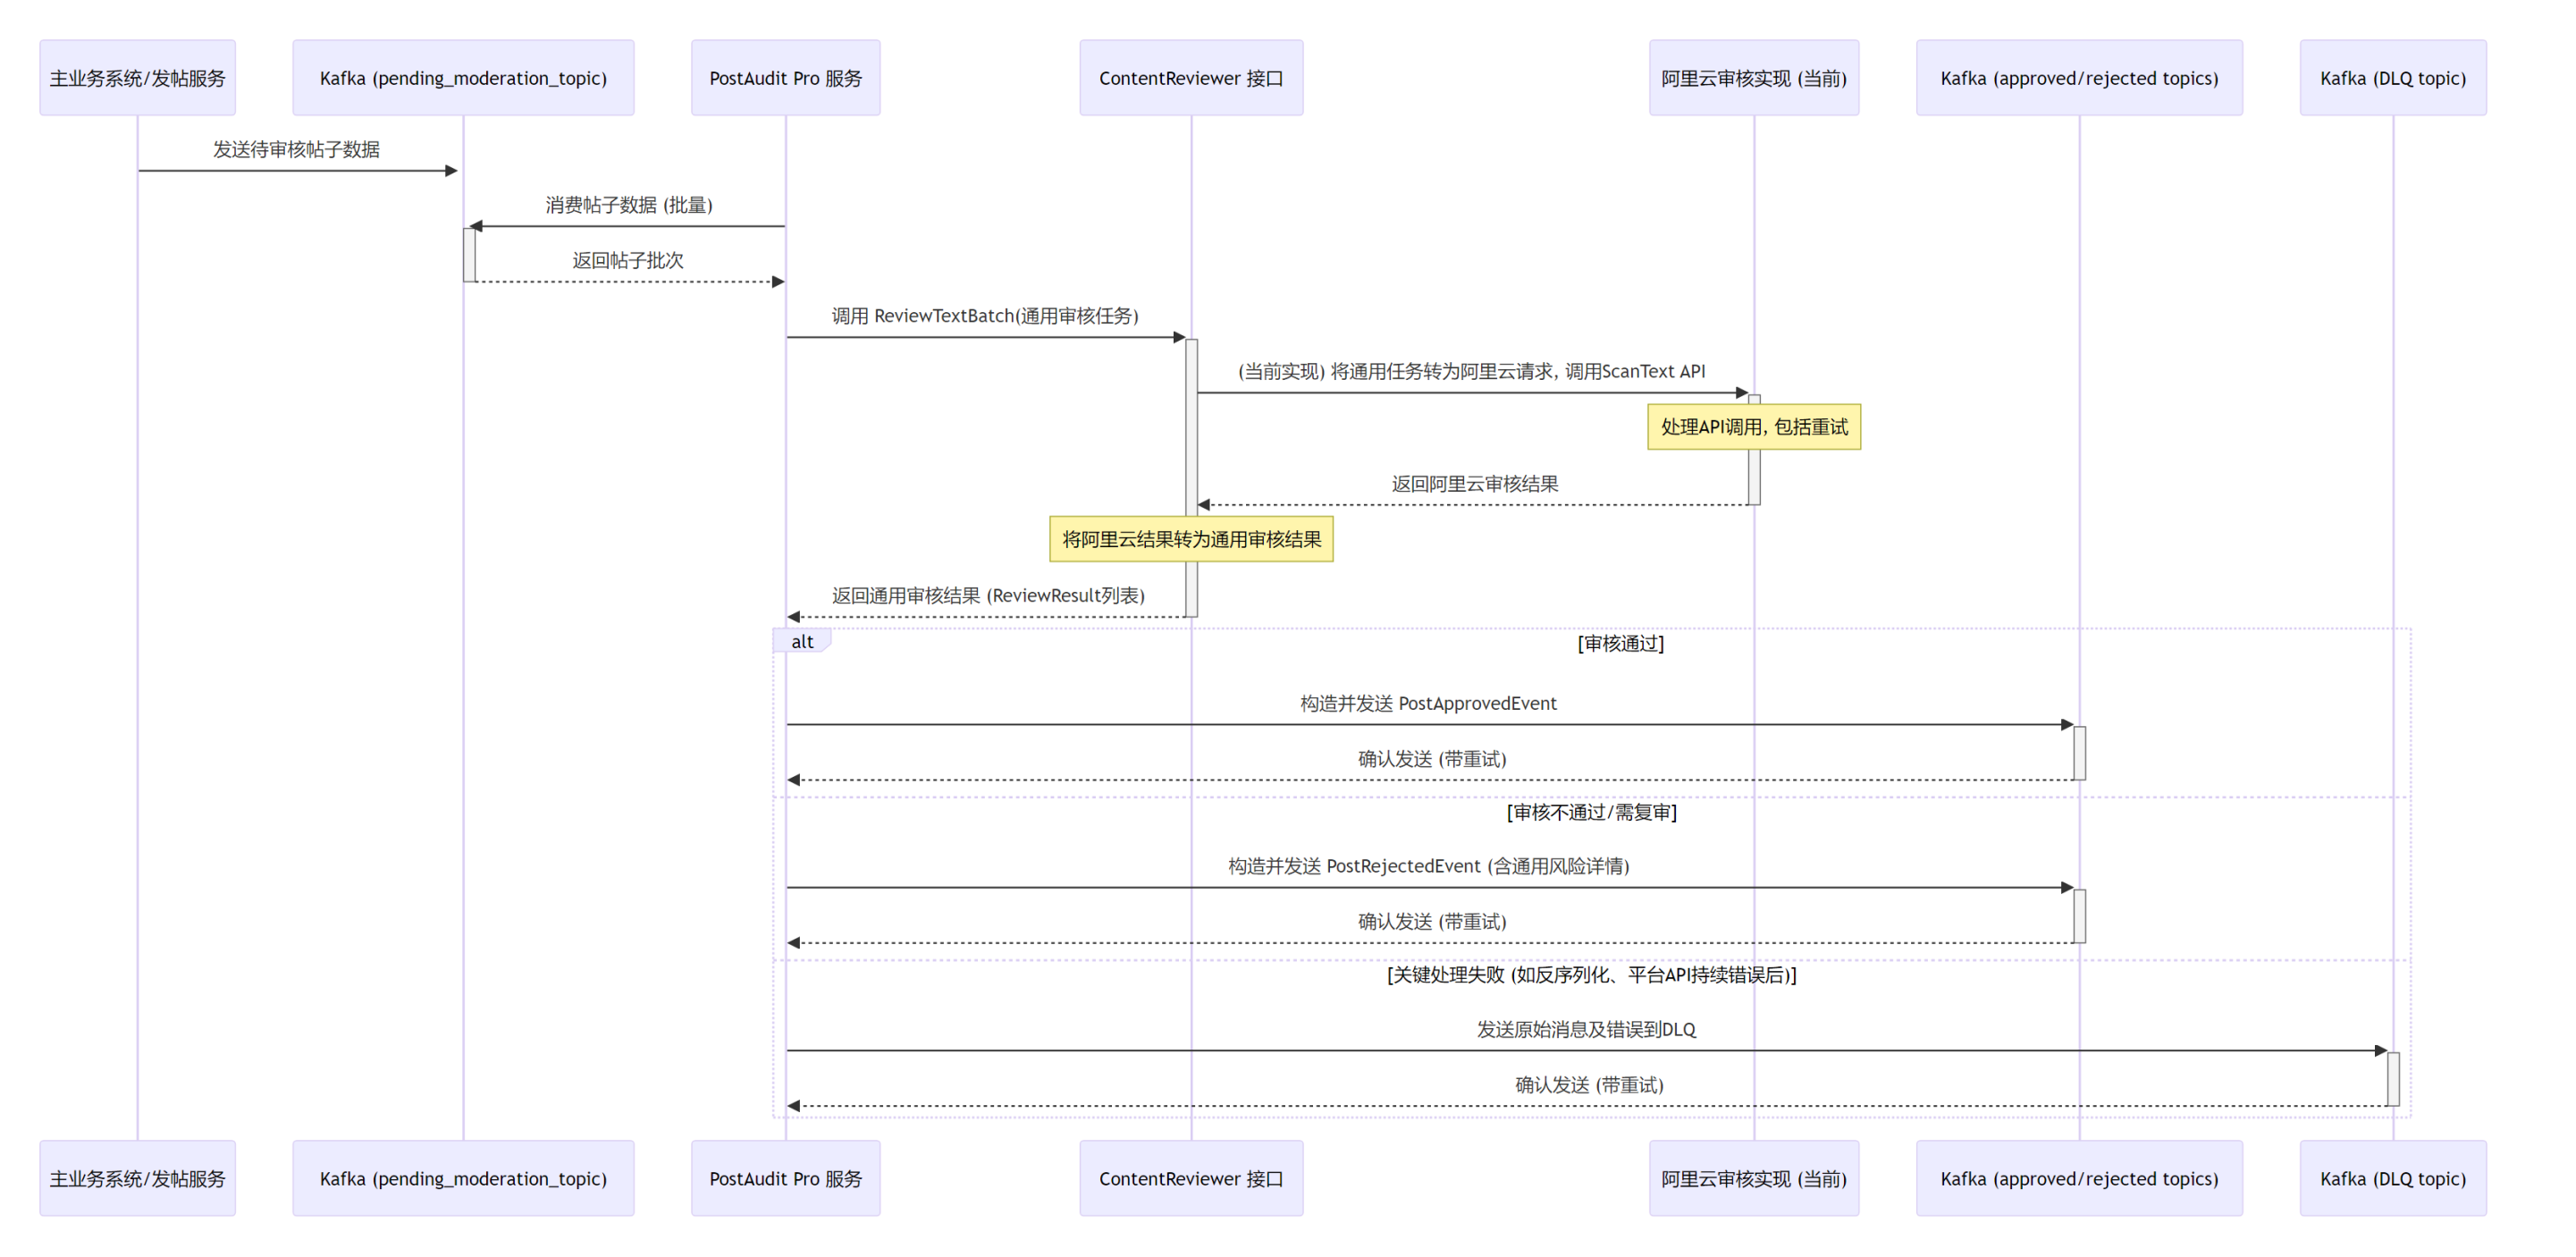 主业务系统/发帖服务
Kafka (pending_moderation_topic)
PostAudit Pro 服务
ContentReviewer 接口
阿里云审核实现 (当前)
Kafka (approved/rejected topics)
Kafka (DLQ topic)
发送待审核帖子数据
消费帖子数据 (批量)
返回帖子批次
调用 ReviewTextBatch(通用审核任务)
(当前实现) 将通用任务转为阿里云请求, 调用ScanText API
处理API调用, 包括重试
返回阿里云审核结果
将阿里云结果转为通用审核结果
返回通用审核结果 (ReviewResult列表)
alt
[审核通过]
构造并发送 PostApprovedEvent
确认发送 (带重试)
[审核不通过/需复审]
构造并发送 PostRejectedEvent (含通用风险详情)
确认发送 (带重试)
[关键处理失败 (如反序列化、平台API持续错误后)]
发送原始消息及错误到DLQ
确认发送 (带重试)
主业务系统/发帖服务
Kafka (pending_moderation_topic)
PostAudit Pro 服务
ContentReviewer 接口
阿里云审核实现 (当前)
Kafka (approved/rejected topics)
Kafka (DLQ topic)